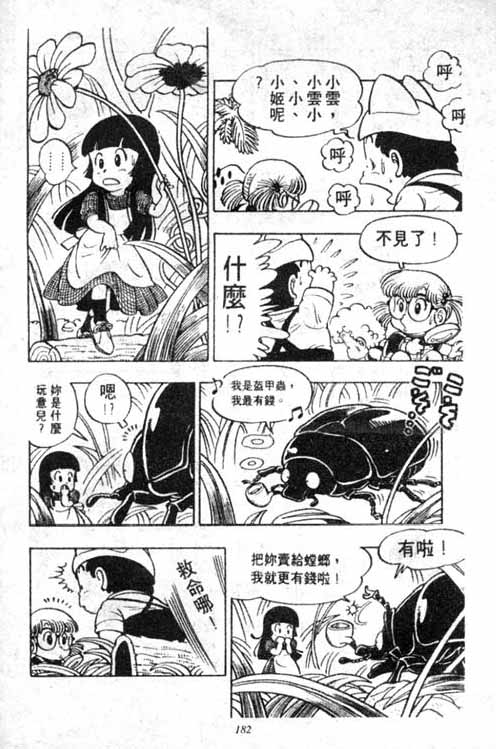 呼
呼
呼
呼
小雲，
小雲小
、小、
小姬呢
？
……
不見了！
什麼!?
我是盔甲蟲，
我最有錢。
嗯!?
妳是什麼
玩意兒？
有啦！
把妳賣給螳螂，
我就更有錢啦！
救命哪！
182